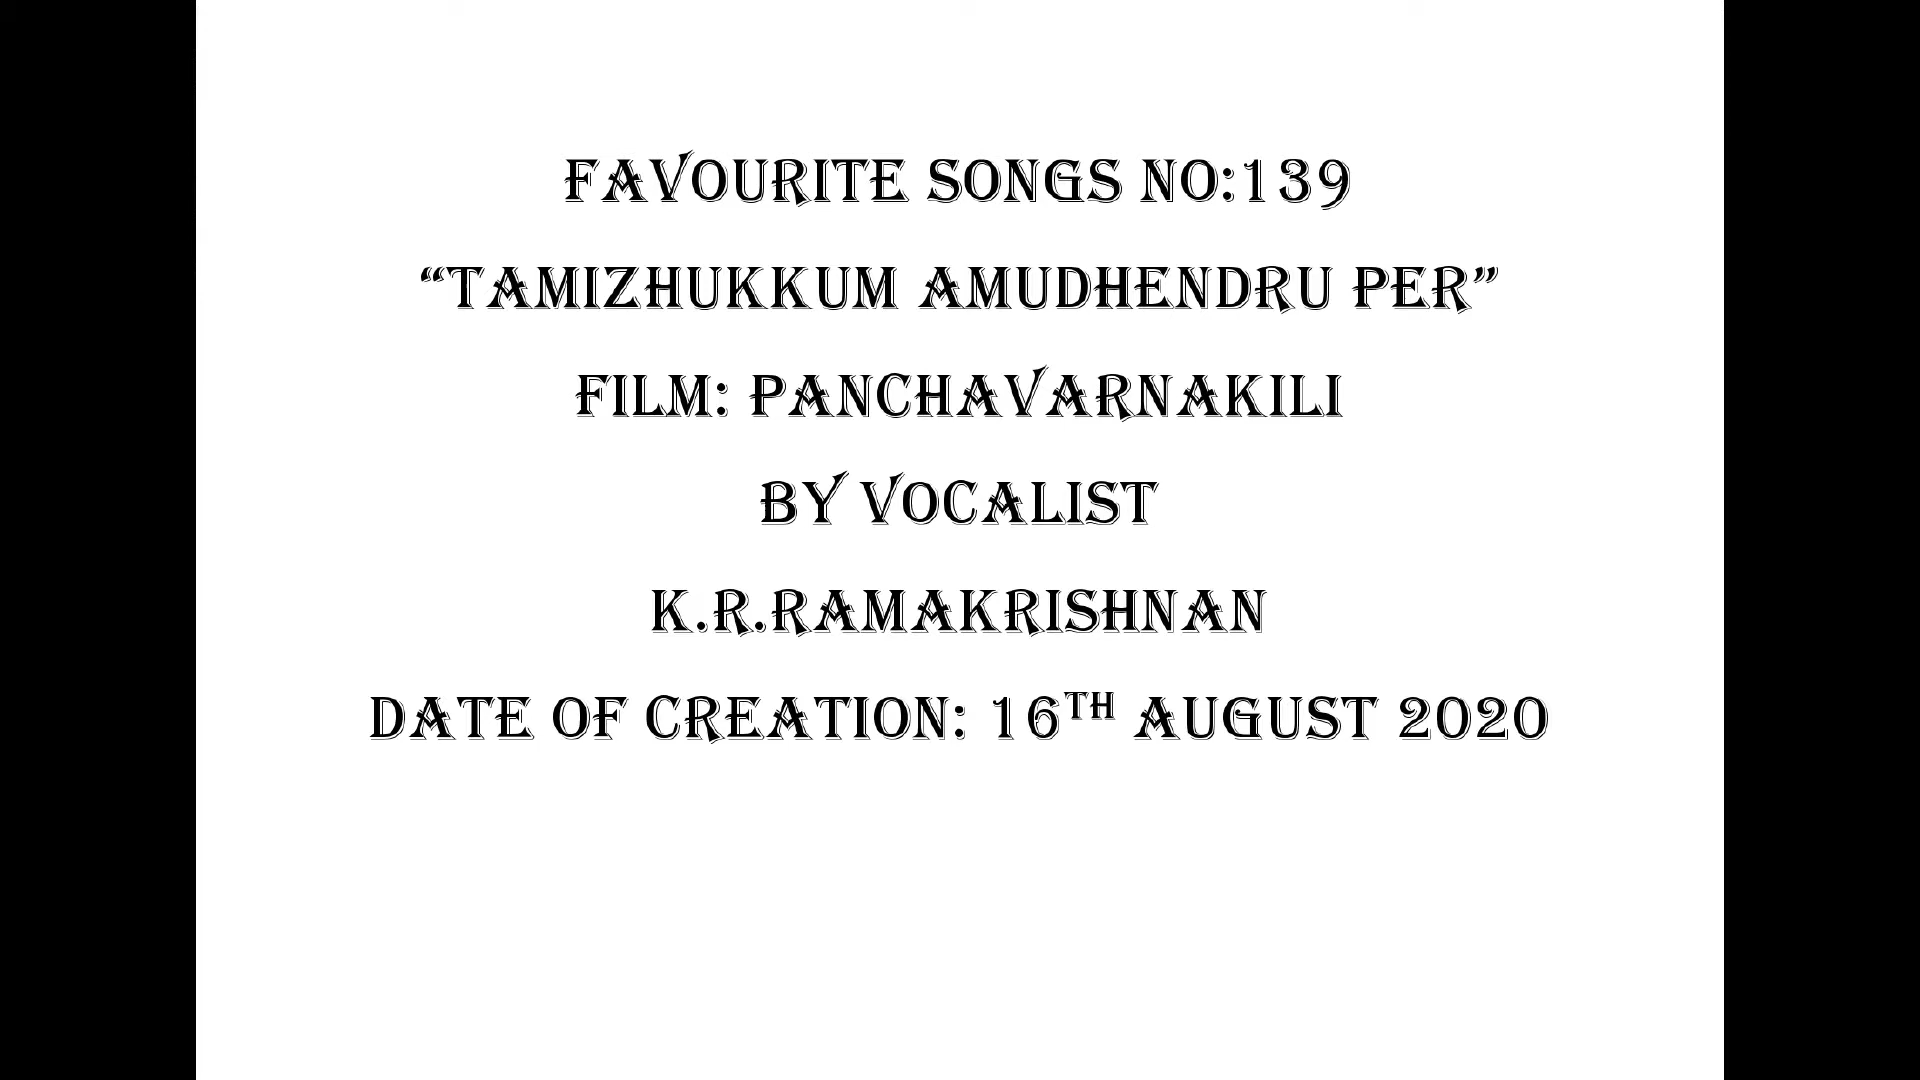 FAVOURITE SONGS NO:139
“TAMIZHUKKUM AMUDHENDRU PER”
FILM: PANCHAVARNAKILI
BY VOCALIST
K.R.RAMAKRISHNAN
DATE OF CREATION: 16TH AUGUST 2020